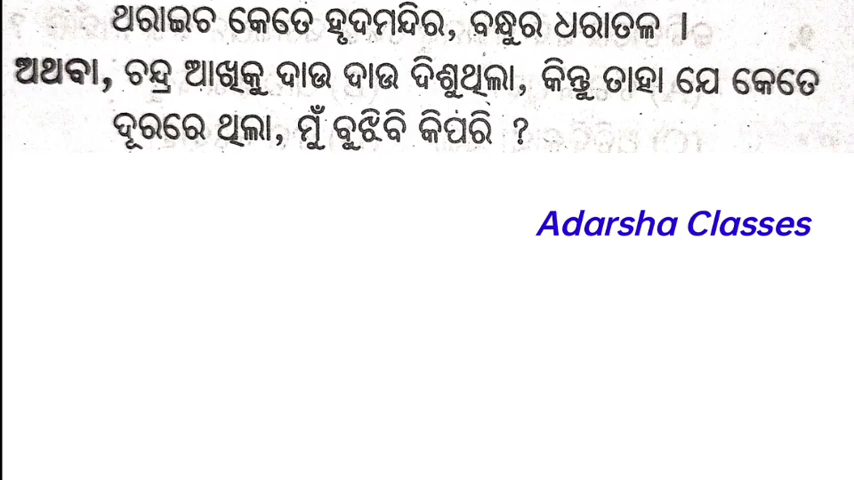 ଥରାଇଚ କେତେ ହୃଦମନ୍ଦିର, ବନ୍ଧୁର ଧରାତଳ ।
ଅଥବା, ଚନ୍ଦ୍ର ଆଖିକୁ ଦାଉ ଦାଉ ଦିଶୁଥିଲା, କିନ୍ତୁ ତାହା ଯେ କେତେ
ଦୂରରେ ଥିଲା, ମୁଁ ବୁଝିବି କିପରି ?
Adarsha Classes